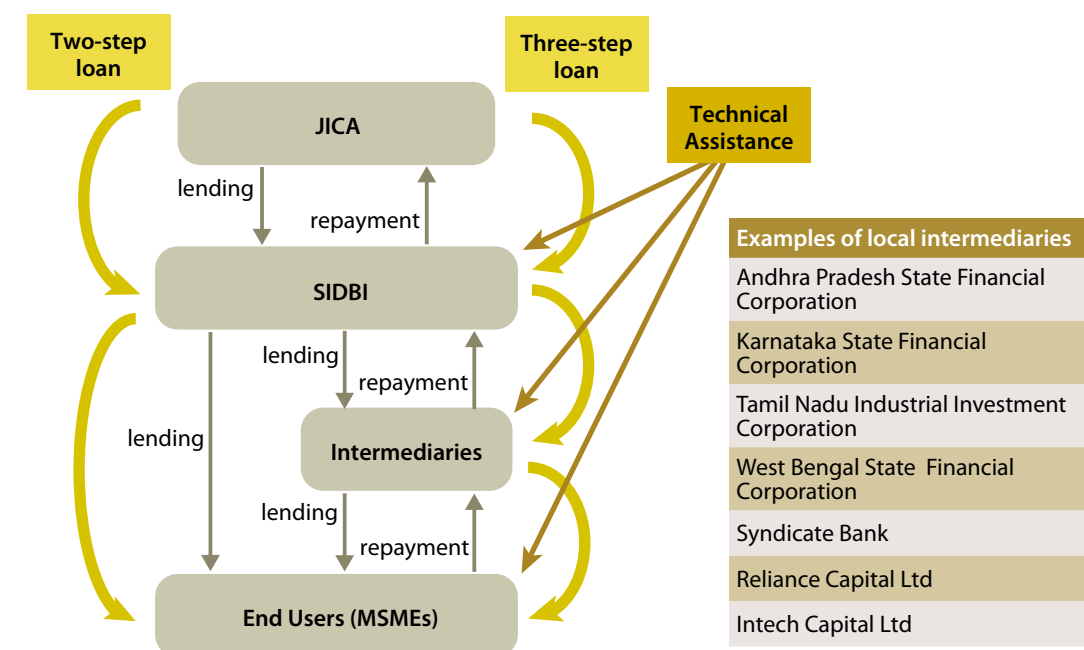 Two-step
loan
Three-step
loan
JICA
Technical
Assistance
lending
repayment
SIDBI
lending
repayment
lending
Intermediaries
lending
repayment
End Users (MSMEs)
Examples of local intermediaries
Andhra Pradesh State Financial
Corporation
Karnataka State Financial
Corporation
Tamil Nadu Industrial Investment
Corporation
West Bengal State Financial
Corporation
Syndicate Bank
Reliance Capital Ltd
Intech Capital Ltd